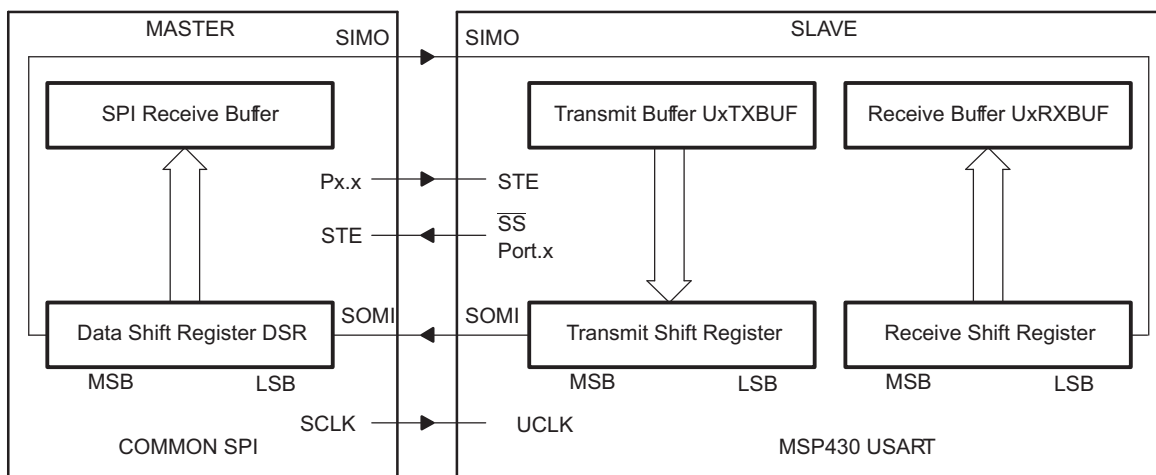 MASTER
SLAVE
SIMO
SIMO
SPI Receive Buffer
Transmit Buffer UxTXBUF
Receive Buffer UxRXBUF
Px.x
STE
STE
S̅S̅
Port.x
SOMI
SOMI
Data Shift Register DSR
Transmit Shift Register
Receive Shift Register
MSB
LSB
MSB
LSB
MSB
LSB
SCLK
UCLK
COMMON SPI
MSP430 USART